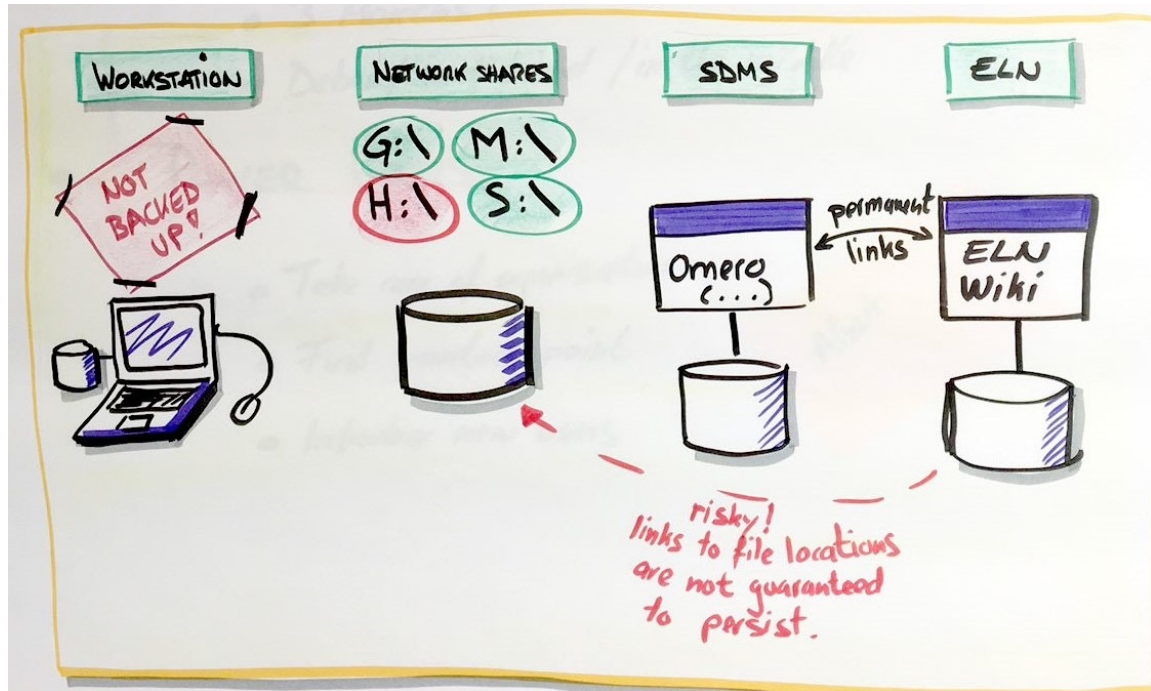 WORKSTATION
NOT
BACKED
UP!
NETWORK SHARES
G:\ M:\
H:\ S:\
SDMS
Omero
(...)
permanent
links
ELN
ELN
Wiki
risky!
links to file locations
are not guaranteed
to persist.